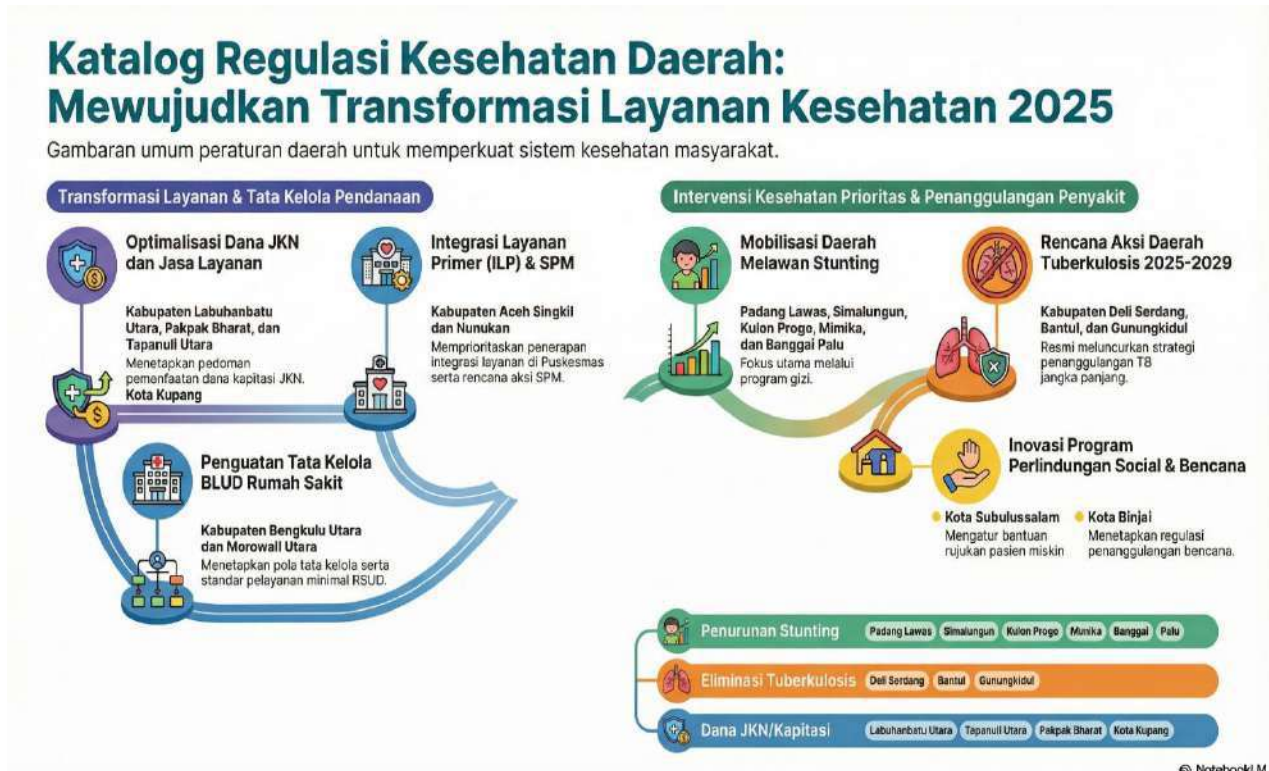 Katalog Regulasi Kesehatan Daerah:
Mewujudkan Transformasi Layanan Kesehatan 2025
Gambaran umum peraturan daerah untuk memperkuat sistem kesehatan masyarakat.
Transformasi Layanan & Tata Kelola Pendanaan
Optimalisasi Dana JKN
dan Jasa Layanan
Kabupaten Labuhanbatu
Utara, Pakpak Bharat, dan
Tapanuli Utara
Menetapkan pedoman
pemanfaatan dana kapitasi JKN.
Kota Kupang
Integrasi Layanan
Primer (ILP) & SPM
Kabupaten Aceh Singkil
dan Nunukan
Memprioritaskan penerapan
integrasi layanan di Puskesmas
serta rencana aksi SPM.
Penguatan Tata Kelola
BLUD Rumah Sakit
Kabupaten Bengkulu Utara
dan Morowall Utara
Menetapkan pola tata kelola serta
standar pelayanan minimal RSUD.
Intervensi Kesehatan Prioritas & Penanggulangan Penyakit
Mobilisasi Daerah
Melawan Stunting
Padang Lawas, Simalungun,
Kulon Progo, Mimika,
dan Banggai Palu
Fokus utama melalui
program gizi.
Rencana Aksi Daerah
Tuberkulosis 2025-2029
Kabupaten Deli Serdang,
Bantul, dan Gunungkidul
Resmi meluncurkan strategi
penanggulangan T8
jangka panjang.
Inovasi Program
Perlindungan Social & Bencana
Kota Subulussalam
Mengatur bantuan
rujukan pasien miskin
Kota Binjai
Menetapkan regulasi
penanggulangan bencana.
Penurunan Stunting Padang Lawas Simalungun Kulon Progo Munika Banggai Palu
Eliminasi Tuberkulosis Deli Serdang Bantul Gunungkidul
Dana JKN/Kapitasi Labuhanbatu Utara Tapanuli Utara Pakpak Bharat Kota Kupang
NotebookLM